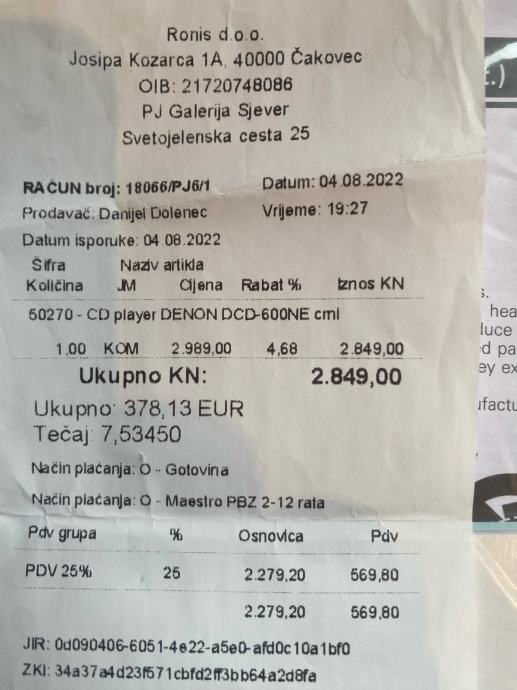 Ronis d.o.o.
Josipa Kozarca 1A, 40000 Čakovec
OIB: 21720748086
PJ Galerija Sjever
Svetojelenska cesta 25
RAČUN broj: 18066/PJ6/1 Datum: 04.08.2022
Prodavač: Danijel Dolenec Vrijeme: 19:27
Datum isporuke: 04.08.2022
Šifra Naziv artikla
Količina JM Cijena Rabat % Iznos KN
50270 - CD player DENON DCD-600NE crni
1,00 KOM 2.989,00 4,68 2.849,00
Ukupno KN: 2.849,00
Ukupno: 378,13 EUR
Tečaj: 7,53450
Način plaćanja: O - Gotovina
Način plaćanja: O - Maestro PBZ 2-12 rata
Pdv grupa % Osnovica Pdv
PDV 25% 25 2.279,20 569,80
2.279,20 569,80
JIR: 0d090406-6051-4e22-a5e0-afd0c10a1bf0
ZKI: 34a37a4d23f571cbfd2ff3bb64a2d8fa